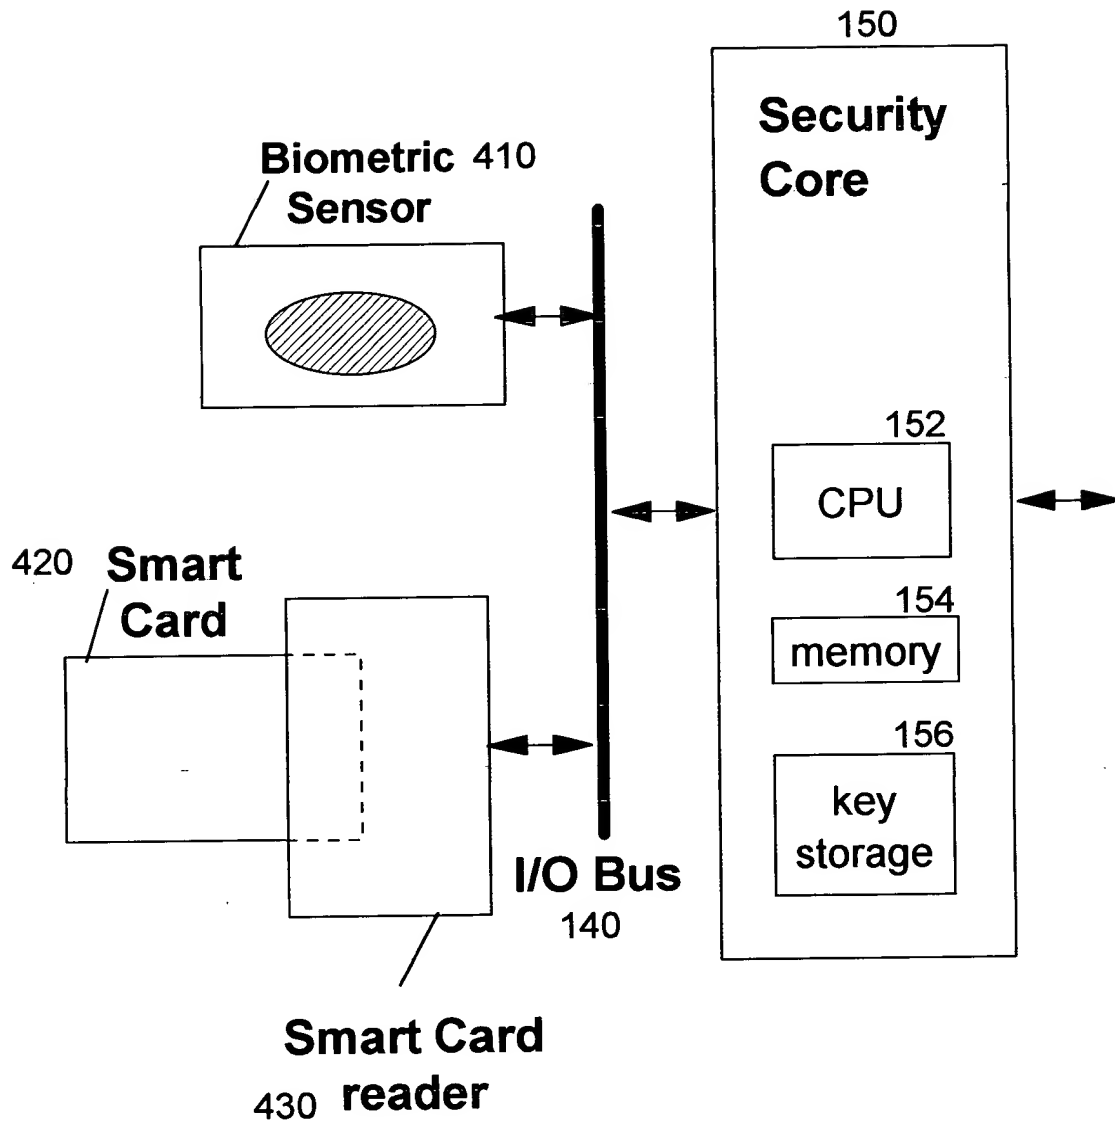 150
Security
Core
Biometric 410
Sensor
152
CPU
420 Smart
Card
154
memory
156
key
storage
I/O Bus
140
Smart Card
430 reader